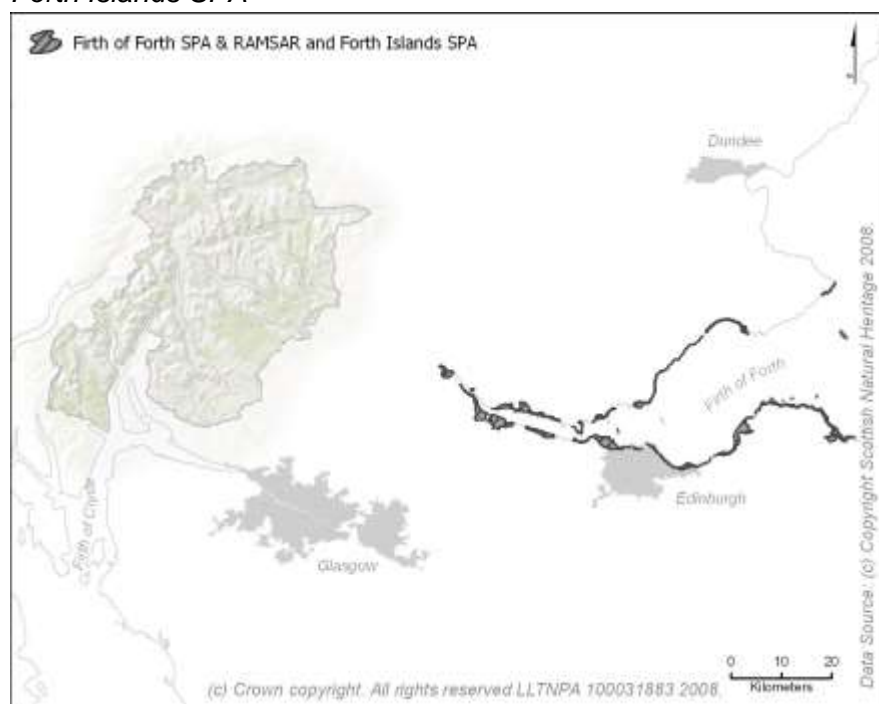 Forth Islands SPA
Firth of Forth SPA & RAMSAR and Forth Islands SPA
Dundee
Firth of Forth
Edinburgh
Firth of Clyde
Glasgow
0 10 20
Kilometers
(c) Crown copyright. All rights reserved LLTNPA 100031883 2008.
Data Source: (c) Copyright Scottish Natural Heritage 2008.